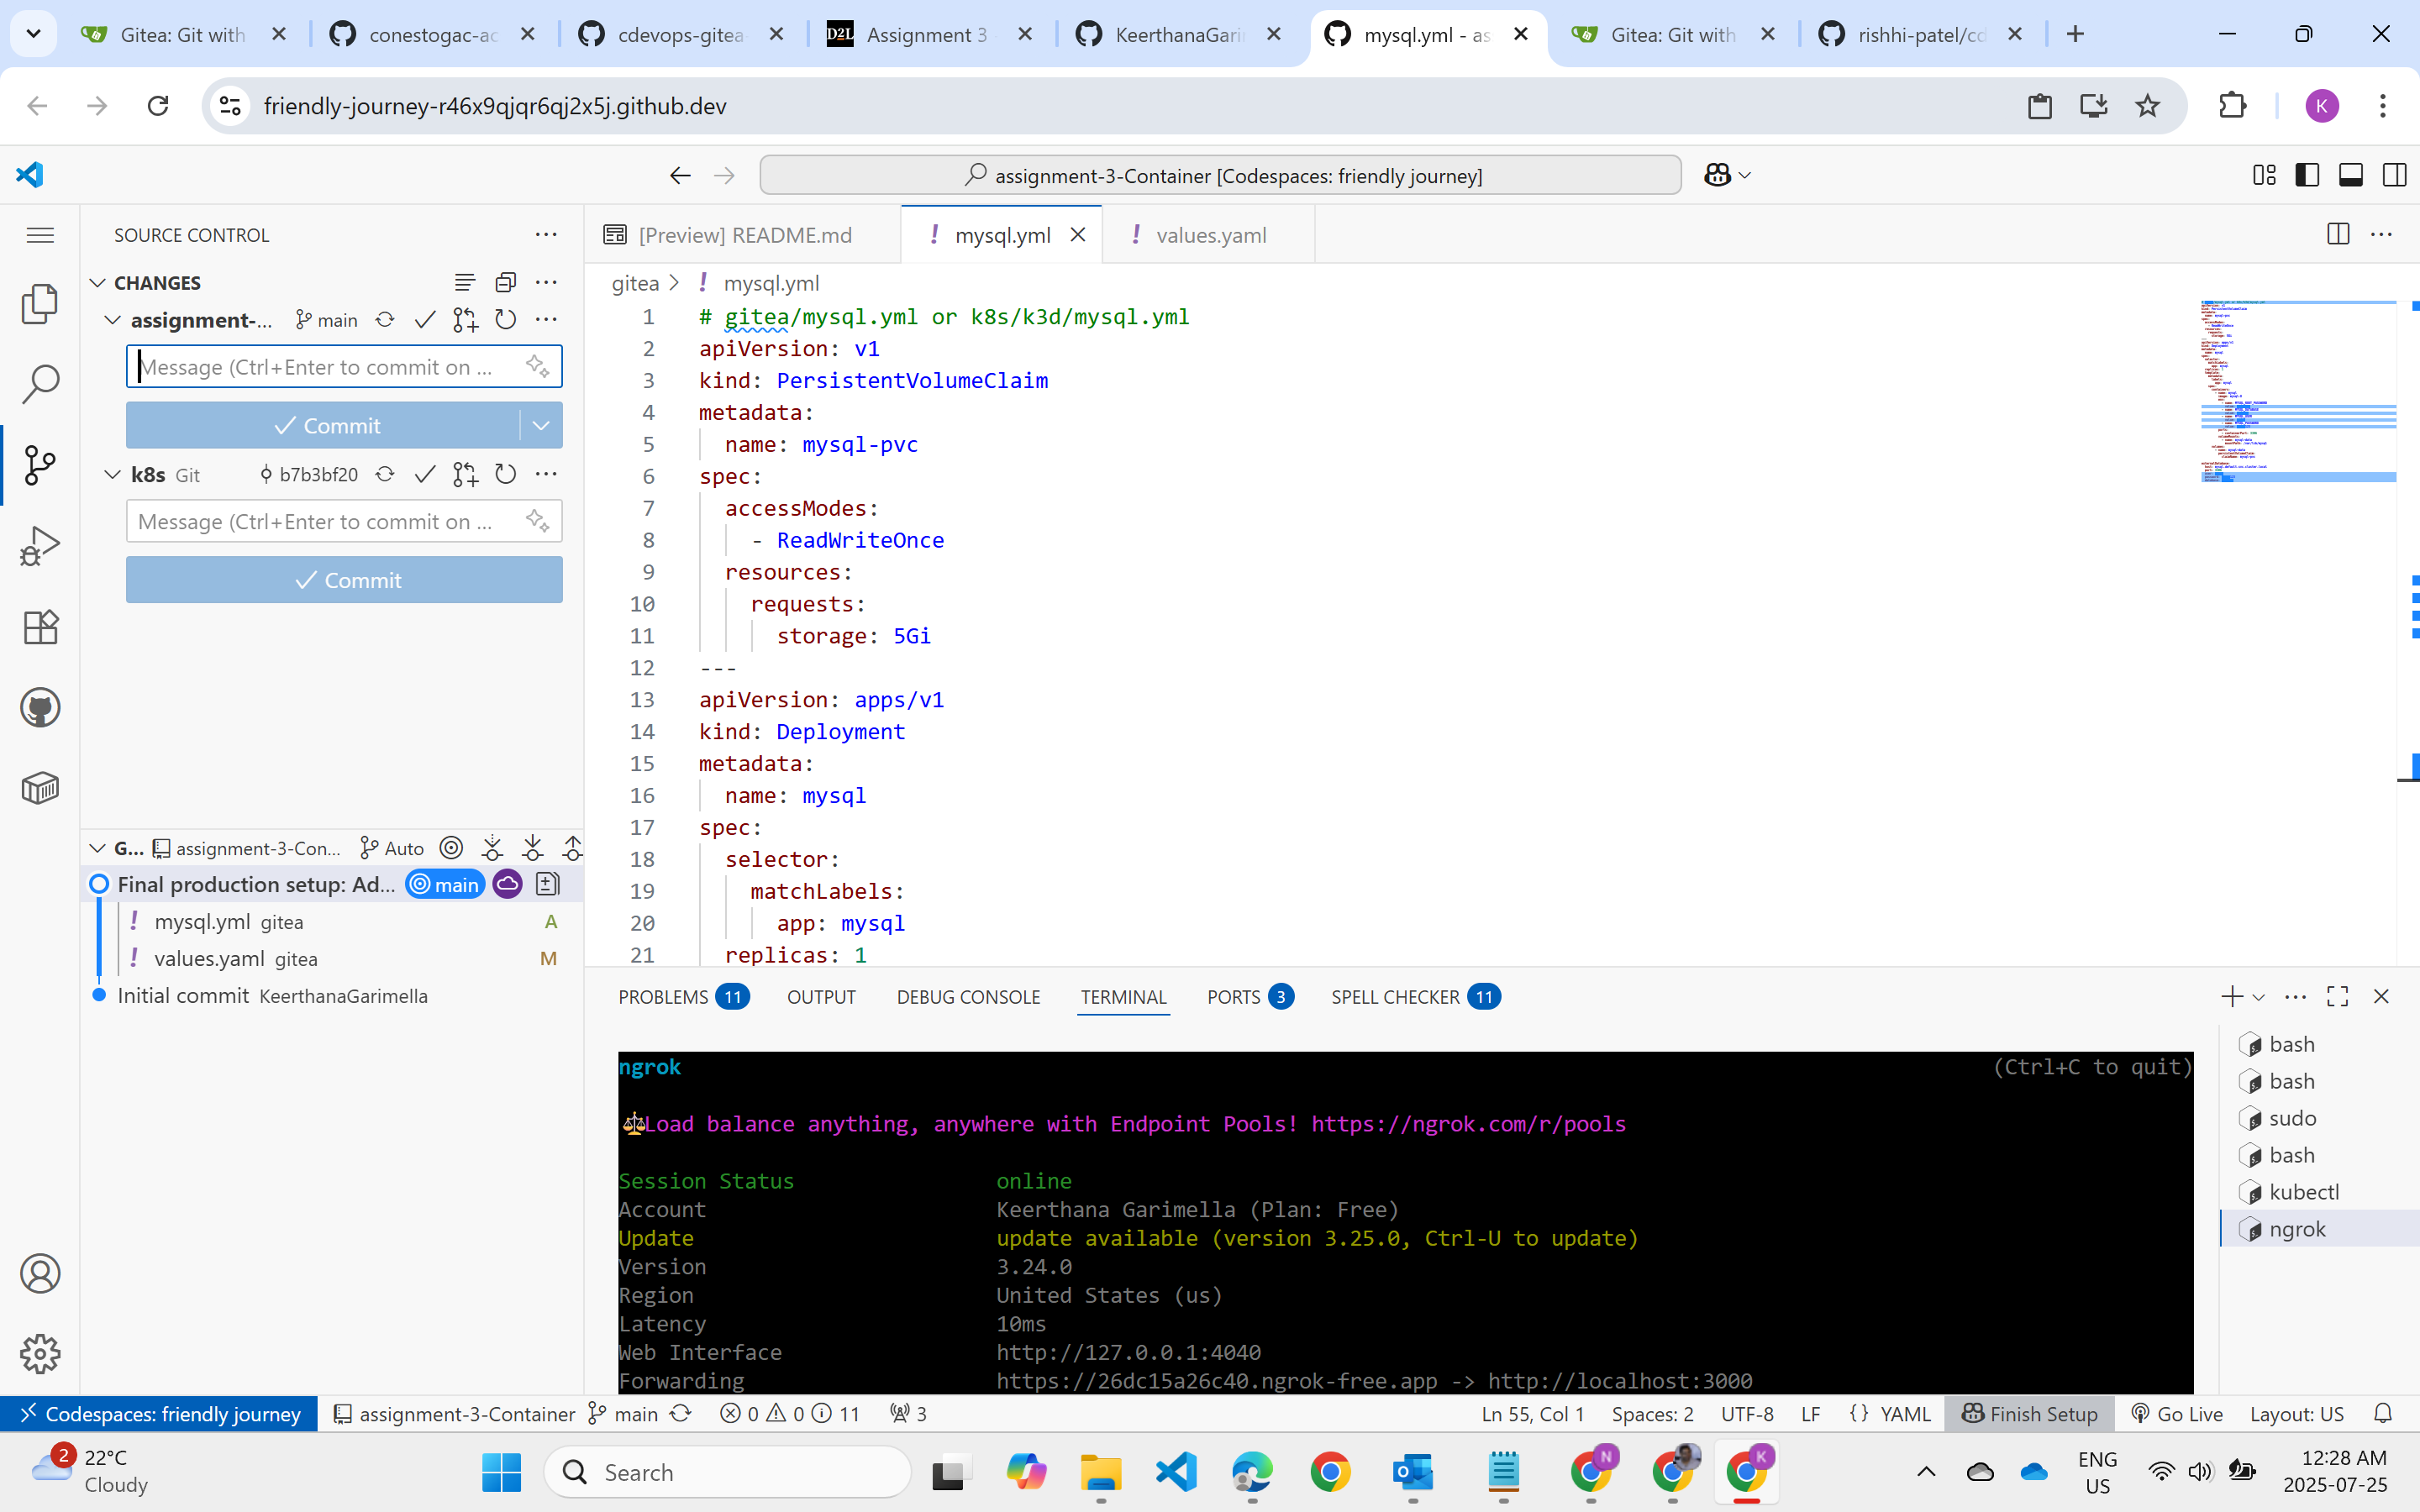 Gitea: Git with
conestogac-ac
cdevops-gitea-
D2L Assignment 3 -
KeerthanaGarin
mysql.yml - as
Gitea: Git with
rishhi-patel/cd
friendly-journey-r46x9qjqr6qj2x5j.github.dev
K
assignment-3-Container [Codespaces: friendly journey]
SOURCE CONTROL
CHANGES
assignment-... main
Message (Ctrl+Enter to commit on ...
Commit
k8s Git b7b3bf20
Message (Ctrl+Enter to commit on ...
Commit
G... assignment-3-Con... Auto
Final production setup: Ad... main
mysql.yml gitea A
values.yaml gitea M
Initial commit KeerthanaGarimella
[Preview] README.md
mysql.yml
values.yaml
gitea > mysql.yml
1 # gitea/mysql.yml or k8s/k3d/mysql.yml
2 apiVersion: v1
3 kind: PersistentVolumeClaim
4 metadata:
5 name: mysql-pvc
6 spec:
7 accessModes:
8 - ReadWriteOnce
9 resources:
10 requests:
11 storage: 5Gi
12 ---
13 apiVersion: apps/v1
14 kind: Deployment
15 metadata:
16 name: mysql
17 spec:
18 selector:
19 matchLabels:
20 app: mysql
21 replicas: 1
PROBLEMS 11 OUTPUT DEBUG CONSOLE TERMINAL PORTS 3 SPELL CHECKER 11
ngrok (Ctrl+C to quit)
Load balance anything, anywhere with Endpoint Pools! https://ngrok.com/r/pools
Session Status online
Account Keerthana Garimella (Plan: Free)
Update update available (version 3.25.0, Ctrl-U to update)
Version 3.24.0
Region United States (us)
Latency 10ms
Web Interface http://127.0.0.1:4040
Forwarding https://26dc15a26c40.ngrok-free.app -> http://localhost:3000
bash
bash
sudo
bash
kubectl
ngrok
Codespaces: friendly journey assignment-3-Container main 0 0 11 3 Ln 55, Col 1 Spaces: 2 UTF-8 LF {} YAML Finish Setup Go Live Layout: US
2 22°C
Cloudy
Search
N
K
ENG
US
12:28 AM
2025-07-25